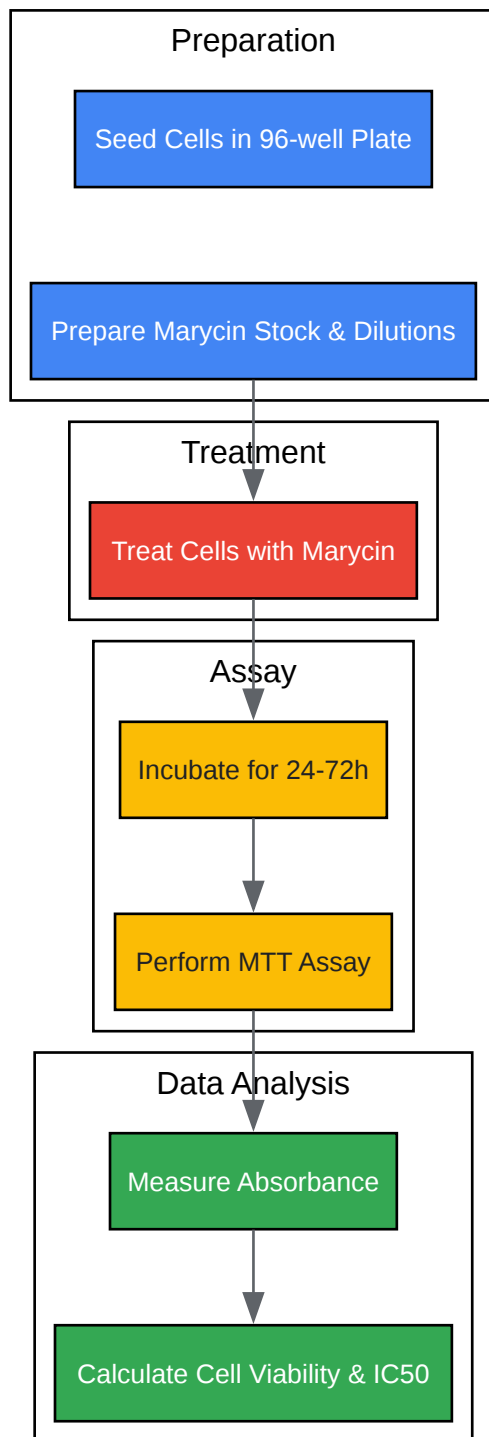 Preparation
Seed Cells in 96-well Plate
Prepare Marycin Stock & Dilutions
Treatment
Treat Cells with Marycin
Assay
Incubate for 24-72h
Perform MTT Assay
Data Analysis
Measure Absorbance
Calculate Cell Viability & IC50